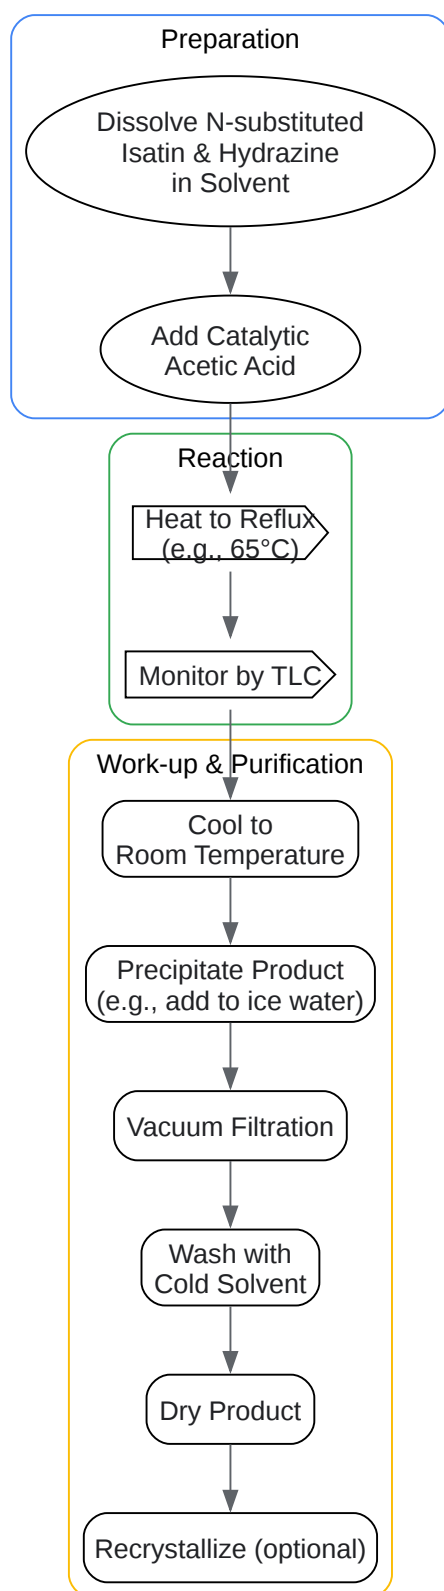 Preparation
Dissolve N-substituted
Isatin & Hydrazine
in Solvent
Add Catalytic
Acetic Acid
Reaction
Heat to Reflux
(e.g., 65°C)
Monitor by TLC
Work-up & Purification
Cool to
Room Temperature
Precipitate Product
(e.g., add to ice water)
Vacuum Filtration
Wash with
Cold Solvent
Dry Product
Recrystallize (optional)